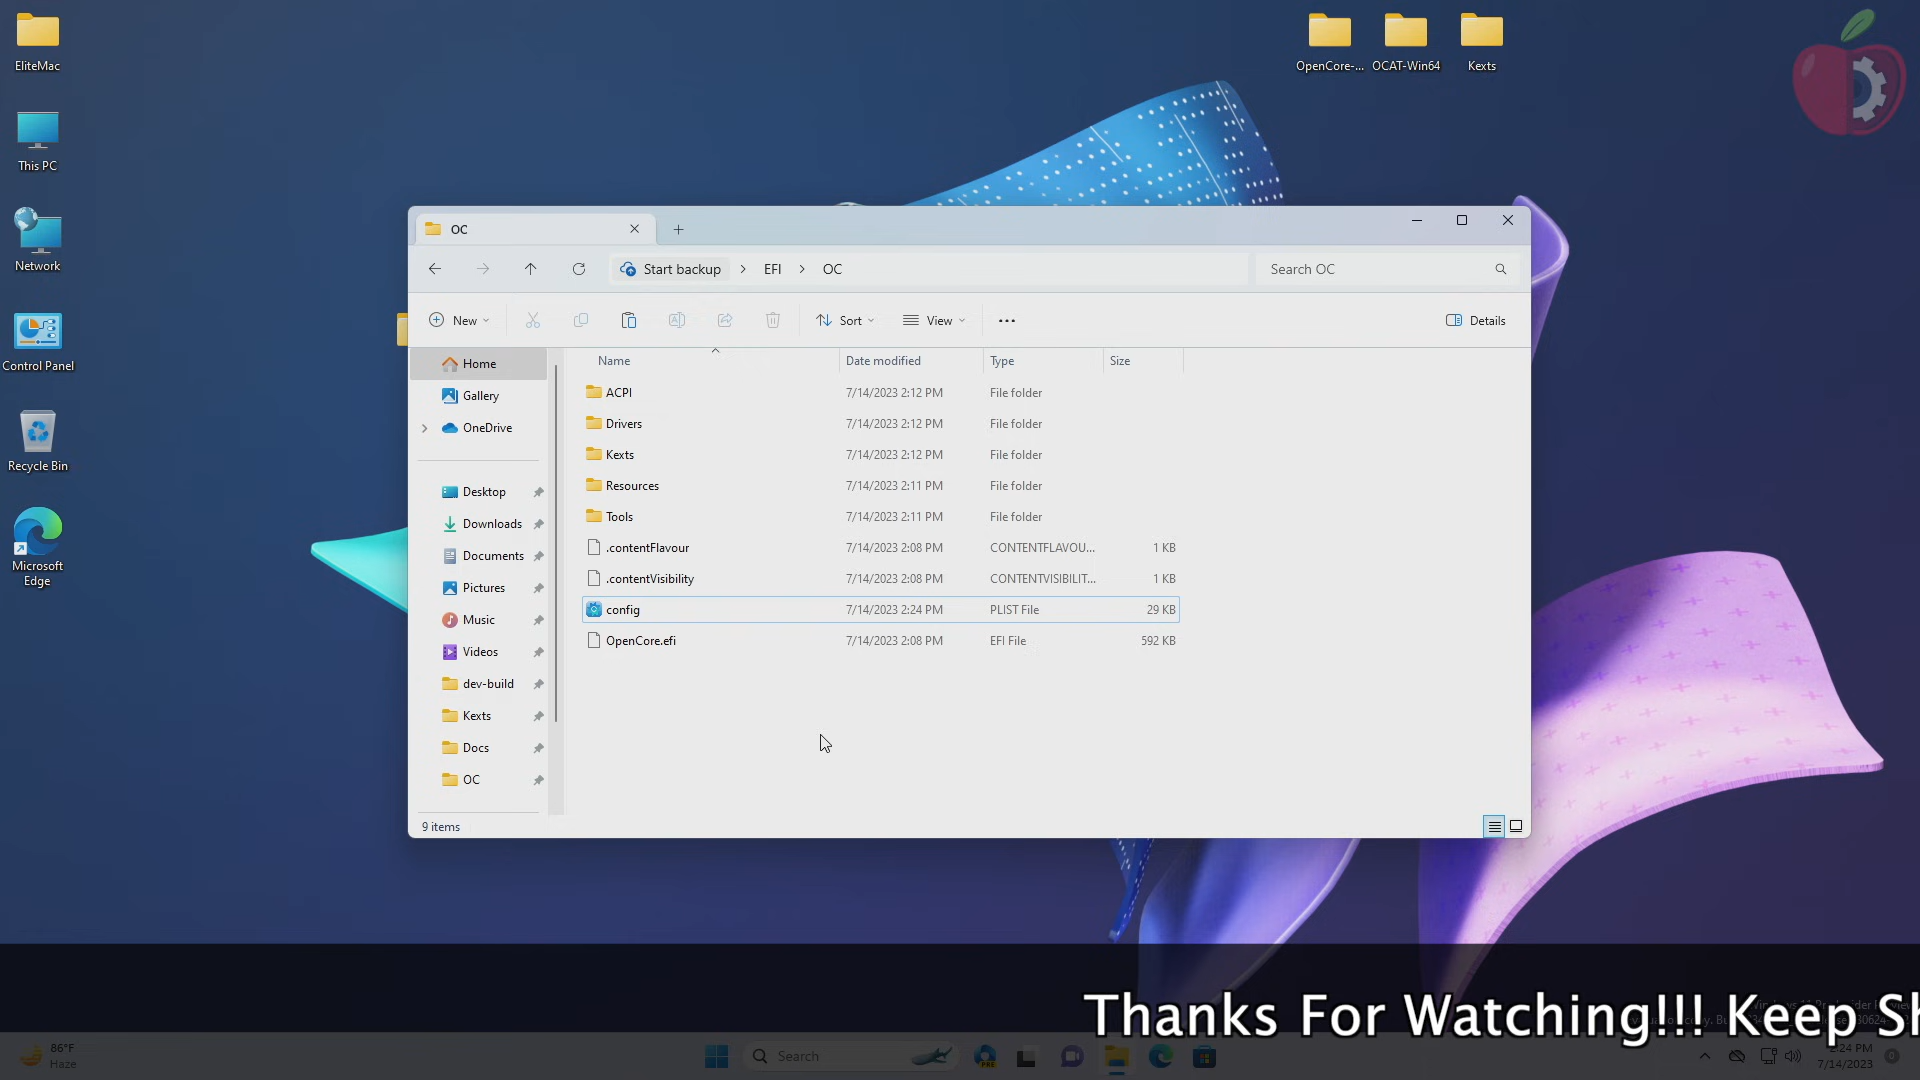 EliteMac
This PC
Network
Control Panel
Recycle Bin
Microsoft
Edge
OpenCore-...
OCAT-Win64
Kexts
OC
Start backup
EFI
OC
Search OC
New
Sort
View
Details
Home
Gallery
OneDrive
Desktop
Downloads
Documents
Pictures
Music
Videos
dev-build
Kexts
Docs
OC
Name Date modified Type Size
ACPI 7/14/2023 2:12 PM File folder
Drivers 7/14/2023 2:12 PM File folder
Kexts 7/14/2023 2:12 PM File folder
Resources 7/14/2023 2:11 PM File folder
Tools 7/14/2023 2:11 PM File folder
.contentFlavour 7/14/2023 2:08 PM CONTENTFLAVOU... 1 KB
.contentVisibility 7/14/2023 2:08 PM CONTENTVISIBILIT... 1 KB
config 7/14/2023 2:24 PM PLIST File 29 KB
OpenCore.efi 7/14/2023 2:08 PM EFI File 592 KB
9 items
Thanks For Watching!!! Keep Sh
86°F
Haze
Search
PRE
2:24 PM
7/14/2023